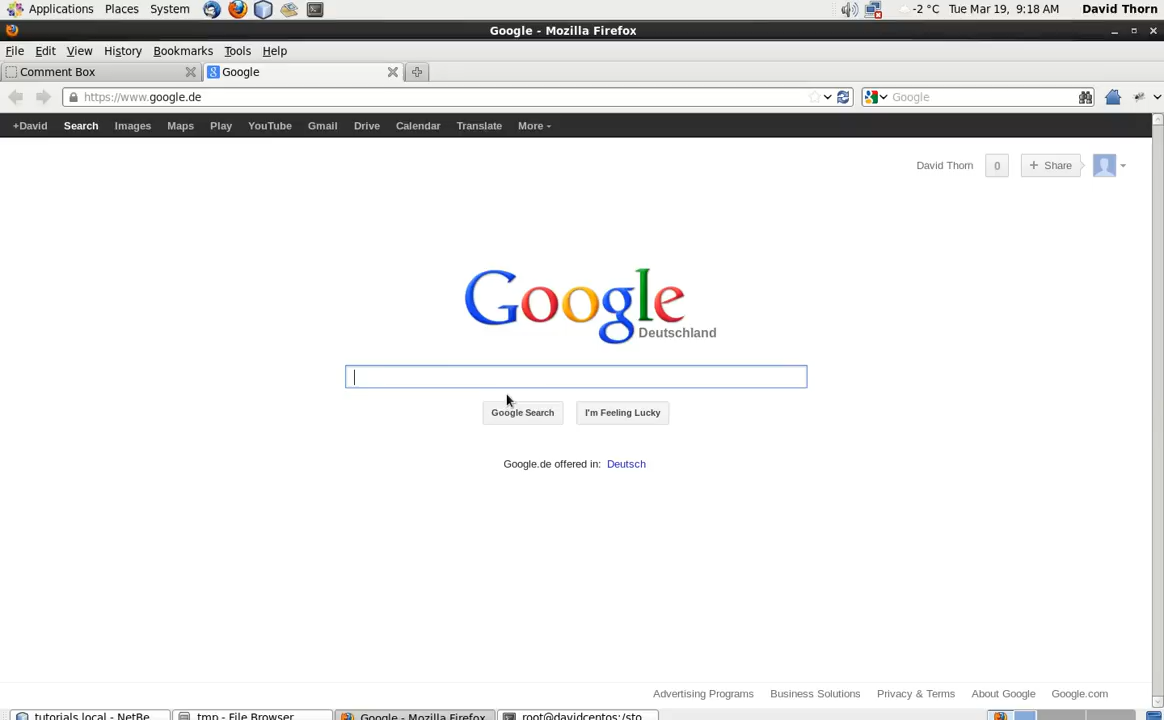 Applications Places System -2 °C Tue Mar 19, 9:18 AM David Thorn
Google - Mozilla Firefox
File Edit View History Bookmarks Tools Help
Comment Box Google
https://www.google.de Google
+David Search Images Maps Play YouTube Gmail Drive Calendar Translate More
David Thorn 0 + Share
Google
Deutschland
Google Search I'm Feeling Lucky
Google.de offered in: Deutsch
Advertising Programs Business Solutions Privacy & Terms About Google Google.com
tutorials.local - NetBe... tmp - File Browser Google - Mozilla Firefox root@davidcentos:/sto...